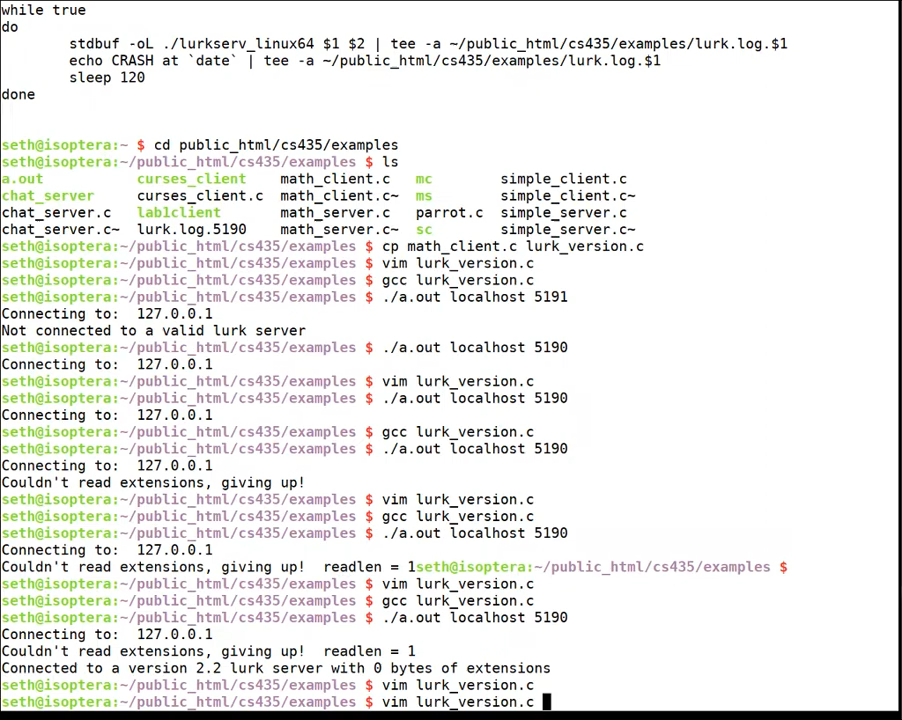 while true
do
        stdbuf -oL ./lurkserv_linux64 $1 $2 | tee -a ~/public_html/cs435/examples/lurk.log.$1
        echo CRASH at `date` | tee -a ~/public_html/cs435/examples/lurk.log.$1
        sleep 120
done
seth@isoptera:~ $ cd public_html/cs435/examples
seth@isoptera:~/public_html/cs435/examples $ ls
a.out           curses_client    math_client.c   mc        simple_client.c
chat_server     curses_client.c  math_client.c~  ms        simple_client.c~
chat_server.c   lab1client       math_server.c   parrot.c  simple_server.c
chat_server.c~  lurk.log.5190    math_server.c~  sc        simple_server.c~
seth@isoptera:~/public_html/cs435/examples $ cp math_client.c lurk_version.c
seth@isoptera:~/public_html/cs435/examples $ vim lurk_version.c
seth@isoptera:~/public_html/cs435/examples $ gcc lurk_version.c
seth@isoptera:~/public_html/cs435/examples $ ./a.out localhost 5191
Connecting to:  127.0.0.1
Not connected to a valid lurk server
seth@isoptera:~/public_html/cs435/examples $ ./a.out localhost 5190
Connecting to:  127.0.0.1
seth@isoptera:~/public_html/cs435/examples $ vim lurk_version.c
seth@isoptera:~/public_html/cs435/examples $ ./a.out localhost 5190
Connecting to:  127.0.0.1
seth@isoptera:~/public_html/cs435/examples $ gcc lurk_version.c
seth@isoptera:~/public_html/cs435/examples $ ./a.out localhost 5190
Connecting to:  127.0.0.1
Couldn't read extensions, giving up!
seth@isoptera:~/public_html/cs435/examples $ vim lurk_version.c
seth@isoptera:~/public_html/cs435/examples $ gcc lurk_version.c
seth@isoptera:~/public_html/cs435/examples $ ./a.out localhost 5190
Connecting to:  127.0.0.1
Couldn't read extensions, giving up!  readlen = 1seth@isoptera:~/public_html/cs435/examples $
seth@isoptera:~/public_html/cs435/examples $ vim lurk_version.c
seth@isoptera:~/public_html/cs435/examples $ gcc lurk_version.c
seth@isoptera:~/public_html/cs435/examples $ ./a.out localhost 5190
Connecting to:  127.0.0.1
Couldn't read extensions, giving up!  readlen = 1
Connected to a version 2.2 lurk server with 0 bytes of extensions
seth@isoptera:~/public_html/cs435/examples $ vim lurk_version.c
seth@isoptera:~/public_html/cs435/examples $ vim lurk_version.c